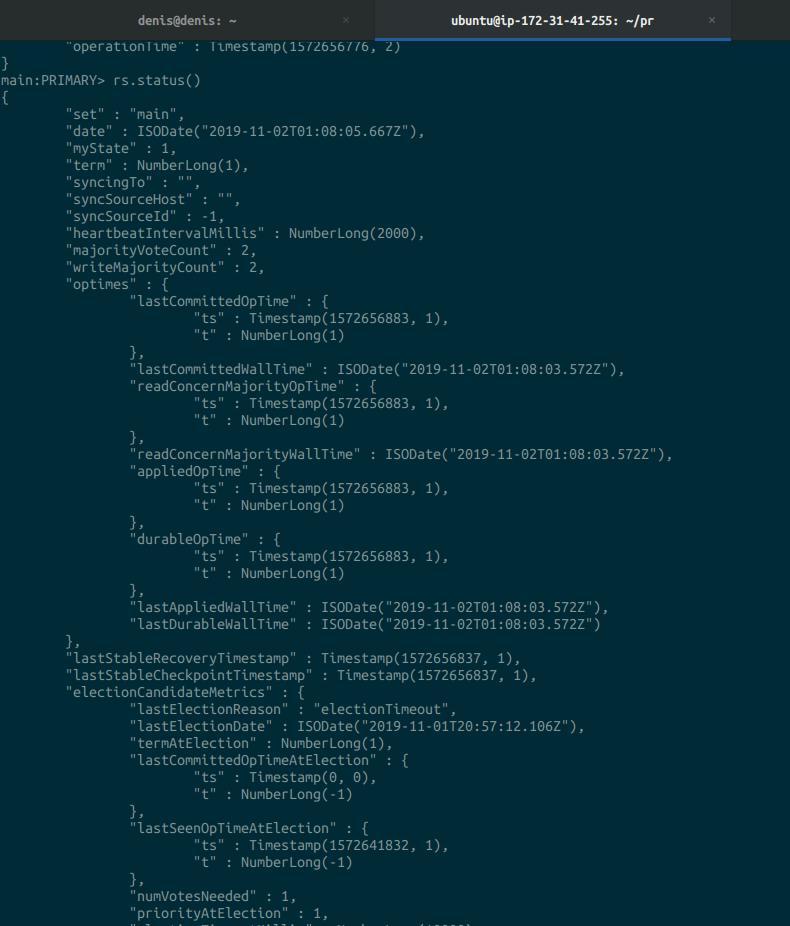 denis@denis: ~ ×
ubuntu@ip-172-31-41-255: ~/pr ×
"operationTime" : Timestamp(1572656776, 2)
}
main:PRIMARY> rs.status()
{
"set" : "main",
"date" : ISODate("2019-11-02T01:08:05.667Z"),
"myState" : 1,
"term" : NumberLong(1),
"syncingTo" : "",
"syncSourceHost" : "",
"syncSourceId" : -1,
"heartbeatIntervalMillis" : NumberLong(2000),
"majorityVoteCount" : 2,
"writeMajorityCount" : 2,
"optimes" : {
"lastCommittedOpTime" : {
"ts" : Timestamp(1572656883, 1),
"t" : NumberLong(1)
},
"lastCommittedWallTime" : ISODate("2019-11-02T01:08:03.572Z"),
"readConcernMajorityOpTime" : {
"ts" : Timestamp(1572656883, 1),
"t" : NumberLong(1)
},
"readConcernMajorityWallTime" : ISODate("2019-11-02T01:08:03.572Z"),
"appliedOpTime" : {
"ts" : Timestamp(1572656883, 1),
"t" : NumberLong(1)
},
"durableOpTime" : {
"ts" : Timestamp(1572656883, 1),
"t" : NumberLong(1)
},
"lastAppliedWallTime" : ISODate("2019-11-02T01:08:03.572Z"),
"lastDurableWallTime" : ISODate("2019-11-02T01:08:03.572Z")
},
"lastStableRecoveryTimestamp" : Timestamp(1572656837, 1),
"lastStableCheckpointTimestamp" : Timestamp(1572656837, 1),
"electionCandidateMetrics" : {
"lastElectionReason" : "electionTimeout",
"lastElectionDate" : ISODate("2019-11-01T20:57:12.106Z"),
"termAtElection" : NumberLong(1),
"lastCommittedOpTimeAtElection" : {
"ts" : Timestamp(0, 0),
"t" : NumberLong(-1)
},
"lastSeenOpTimeAtElection" : {
"ts" : Timestamp(1572641832, 1),
"t" : NumberLong(-1)
},
"numVotesNeeded" : 1,
"priorityAtElection" : 1,